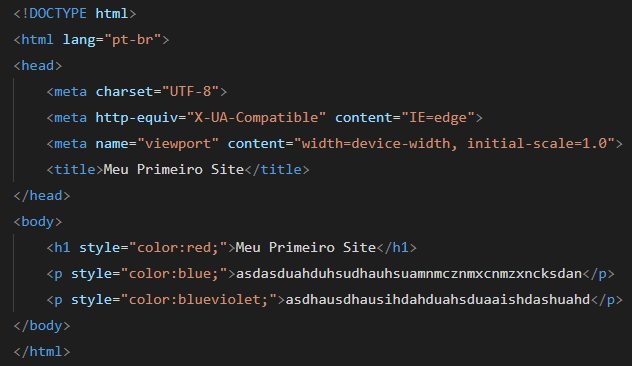 <!DOCTYPE html>
<html lang="pt-br">
<head>
<meta charset="UTF-8">
<meta http-equiv="X-UA-Compatible" content="IE=edge">
<meta name="viewport" content="width=device-width, initial-scale=1.0">
<title>Meu Primeiro Site</title>
</head>
<body>
<h1 style="color:red;">Meu Primeiro Site</h1>
<p style="color:blue;">asdasduahduhsudhauhsuamnmcznmxcnmzxncksdan</p>
<p style="color:blueviolet;">asdhausdhausihdahduahsduaaishdashuahd</p>
</body>
</html>